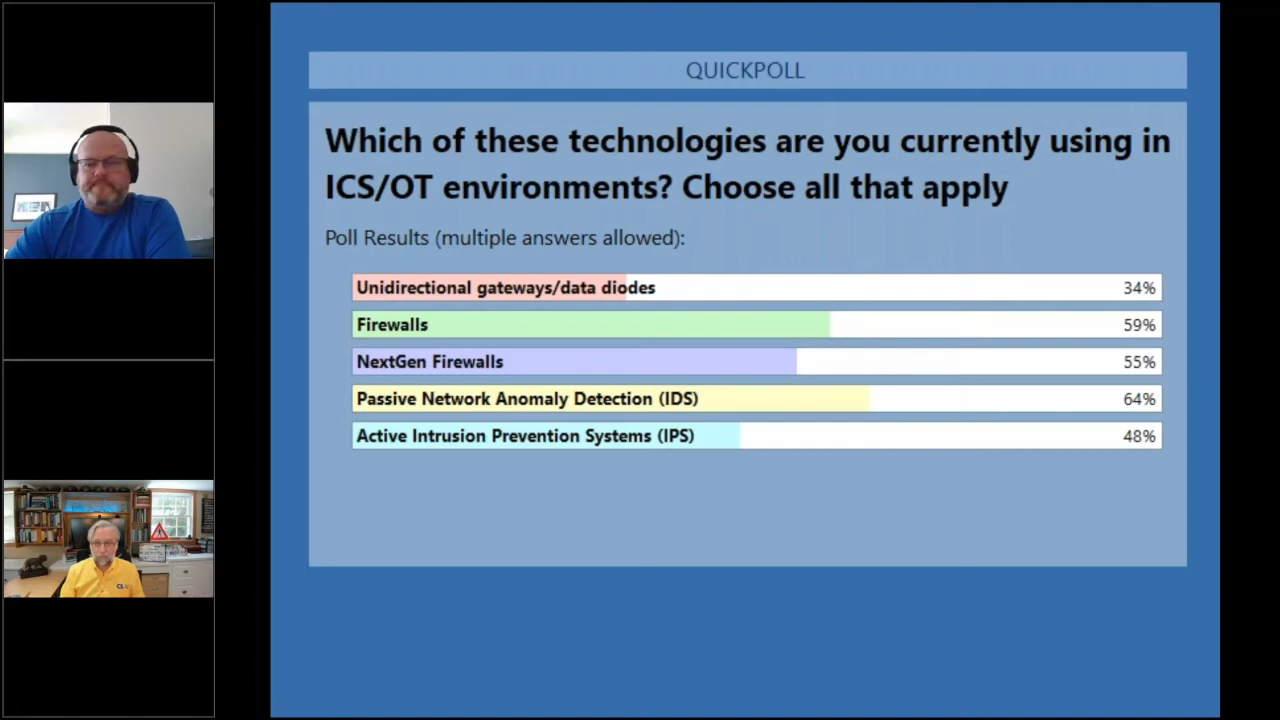 QUICKPOLL
Which of these technologies are you currently using in
ICS/OT environments? Choose all that apply
Poll Results (multiple answers allowed):
Unidirectional gateways/data diodes 34%
Firewalls 59%
NextGen Firewalls 55%
Passive Network Anomaly Detection (IDS) 64%
Active Intrusion Prevention Systems (IPS) 48%